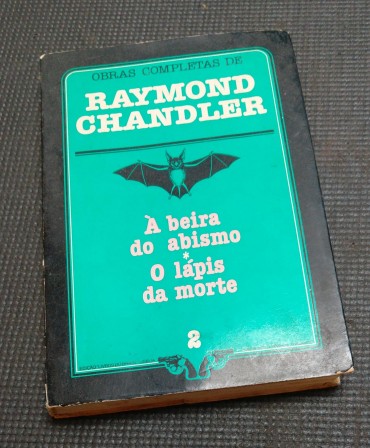 OBRAS COMPLETAS DE
RAYMOND
CHANDLER
À beira
do abismo
*
O lápis
da morte
2